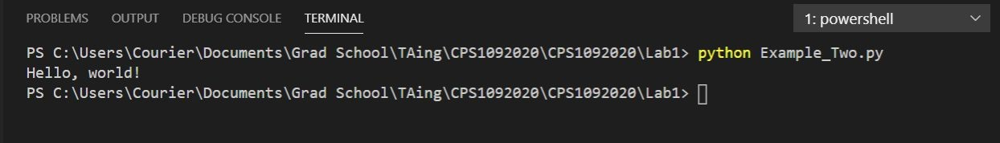 PROBLEMS OUTPUT DEBUG CONSOLE TERMINAL 1: powershell
PS C:\Users\Courier\Documents\Grad School\TAing\CPS1092020\CPS1092020\Lab1> python Example_Two.py
Hello, world!
PS C:\Users\Courier\Documents\Grad School\TAing\CPS1092020\CPS1092020\Lab1>